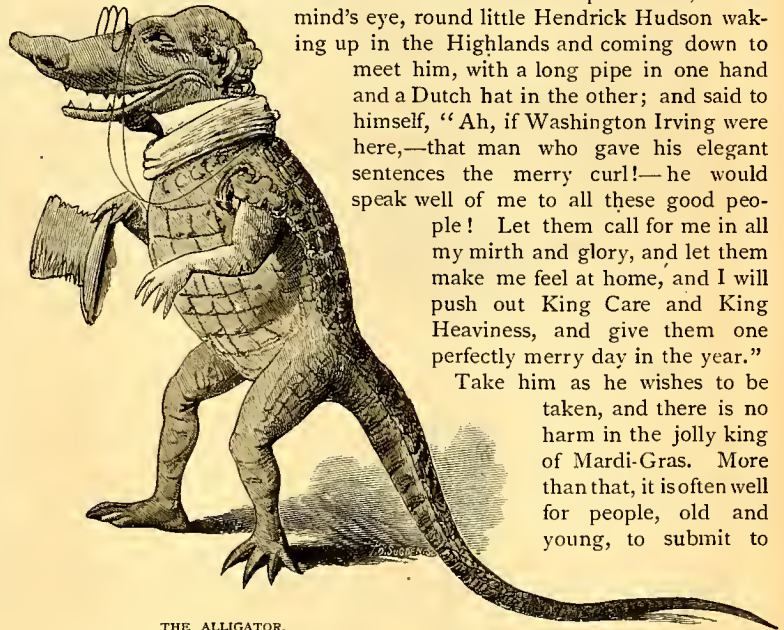 mind's eye, round little Hendrick Hudson wak-
ing up in the Highlands and coming down to
meet him, with a long pipe in one hand
and a Dutch hat in the other; and said to
himself, "Ah, if Washington Irving were
here,—that man who gave his elegant
sentences the merry curl!—he would
speak well of me to all these good peo-
ple! Let them call for me in all
my mirth and glory, and let them
make me feel at home, and I will
push out King Care and King
Heaviness, and give them one
perfectly merry day in the year."
Take him as he wishes to be
taken, and there is no
harm in the jolly king
of Mardi-Gras. More
than that, it is often well
for people, old and
young, to submit to
THE ALLIGATOR.